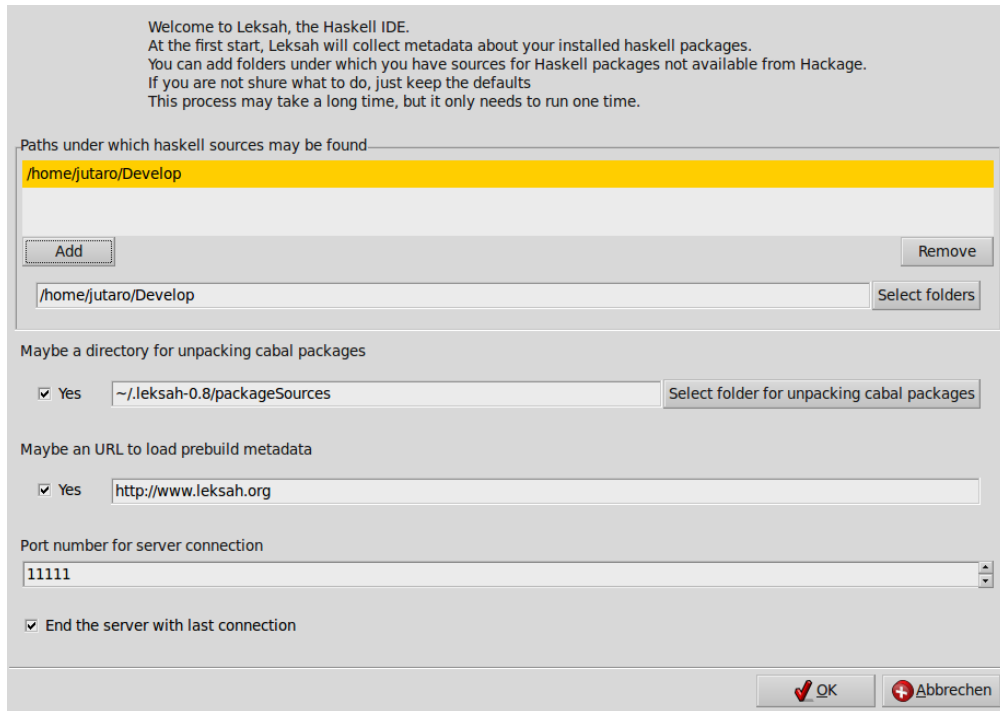 Welcome to Leksah, the Haskell IDE.
At the first start, Leksah will collect metadata about your installed haskell packages.
You can add folders under which you have sources for Haskell packages not available from Hackage.
If you are not shure what to do, just keep the defaults
This process may take a long time, but it only needs to run one time.
Paths under which haskell sources may be found
/home/jutaro/Develop
Add
Remove
/home/jutaro/Develop
Select folders
Maybe a directory for unpacking cabal packages
Yes
~/.leksah-0.8/packageSources
Select folder for unpacking cabal packages
Maybe an URL to load prebuild metadata
Yes
http://www.leksah.org
Port number for server connection
11111
End the server with last connection
OK
Abbrechen